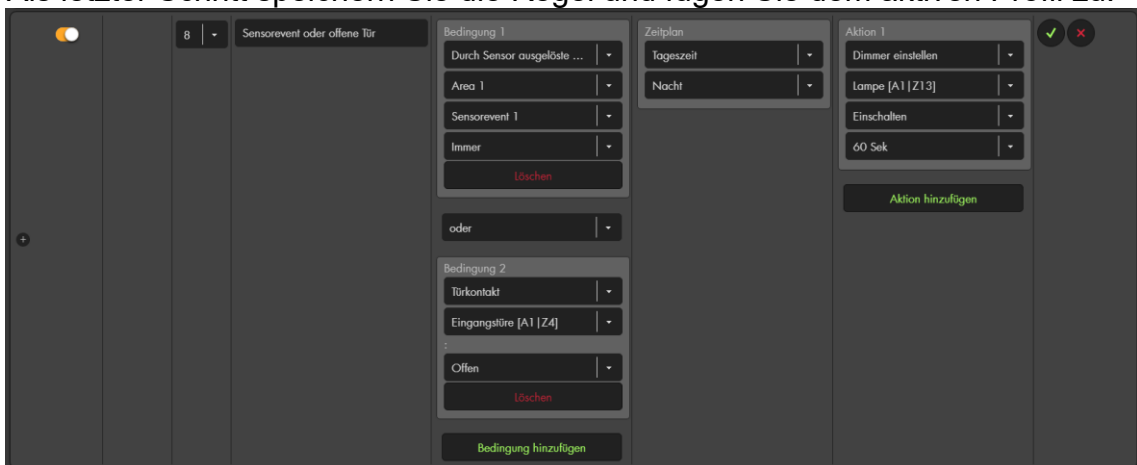 Als letzter Schritt speichern Sie die Regel und fügen Sie dem aktiven Profil zu.
8
Sensorevent oder offene Tür
Bedingung 1
Durch Sensor ausgelöste ...
Area 1
Sensorevent 1
Immer
Löschen
oder
Bedingung 2
Türkontakt
Eingangstüre [A1|Z4]
:
Offen
Löschen
Bedingung hinzufügen
Zeitplan
Tageszeit
Nacht
Aktion 1
Dimmer einstellen
Lampe [A1|Z13]
Einschalten
60 Sek
Aktion hinzufügen